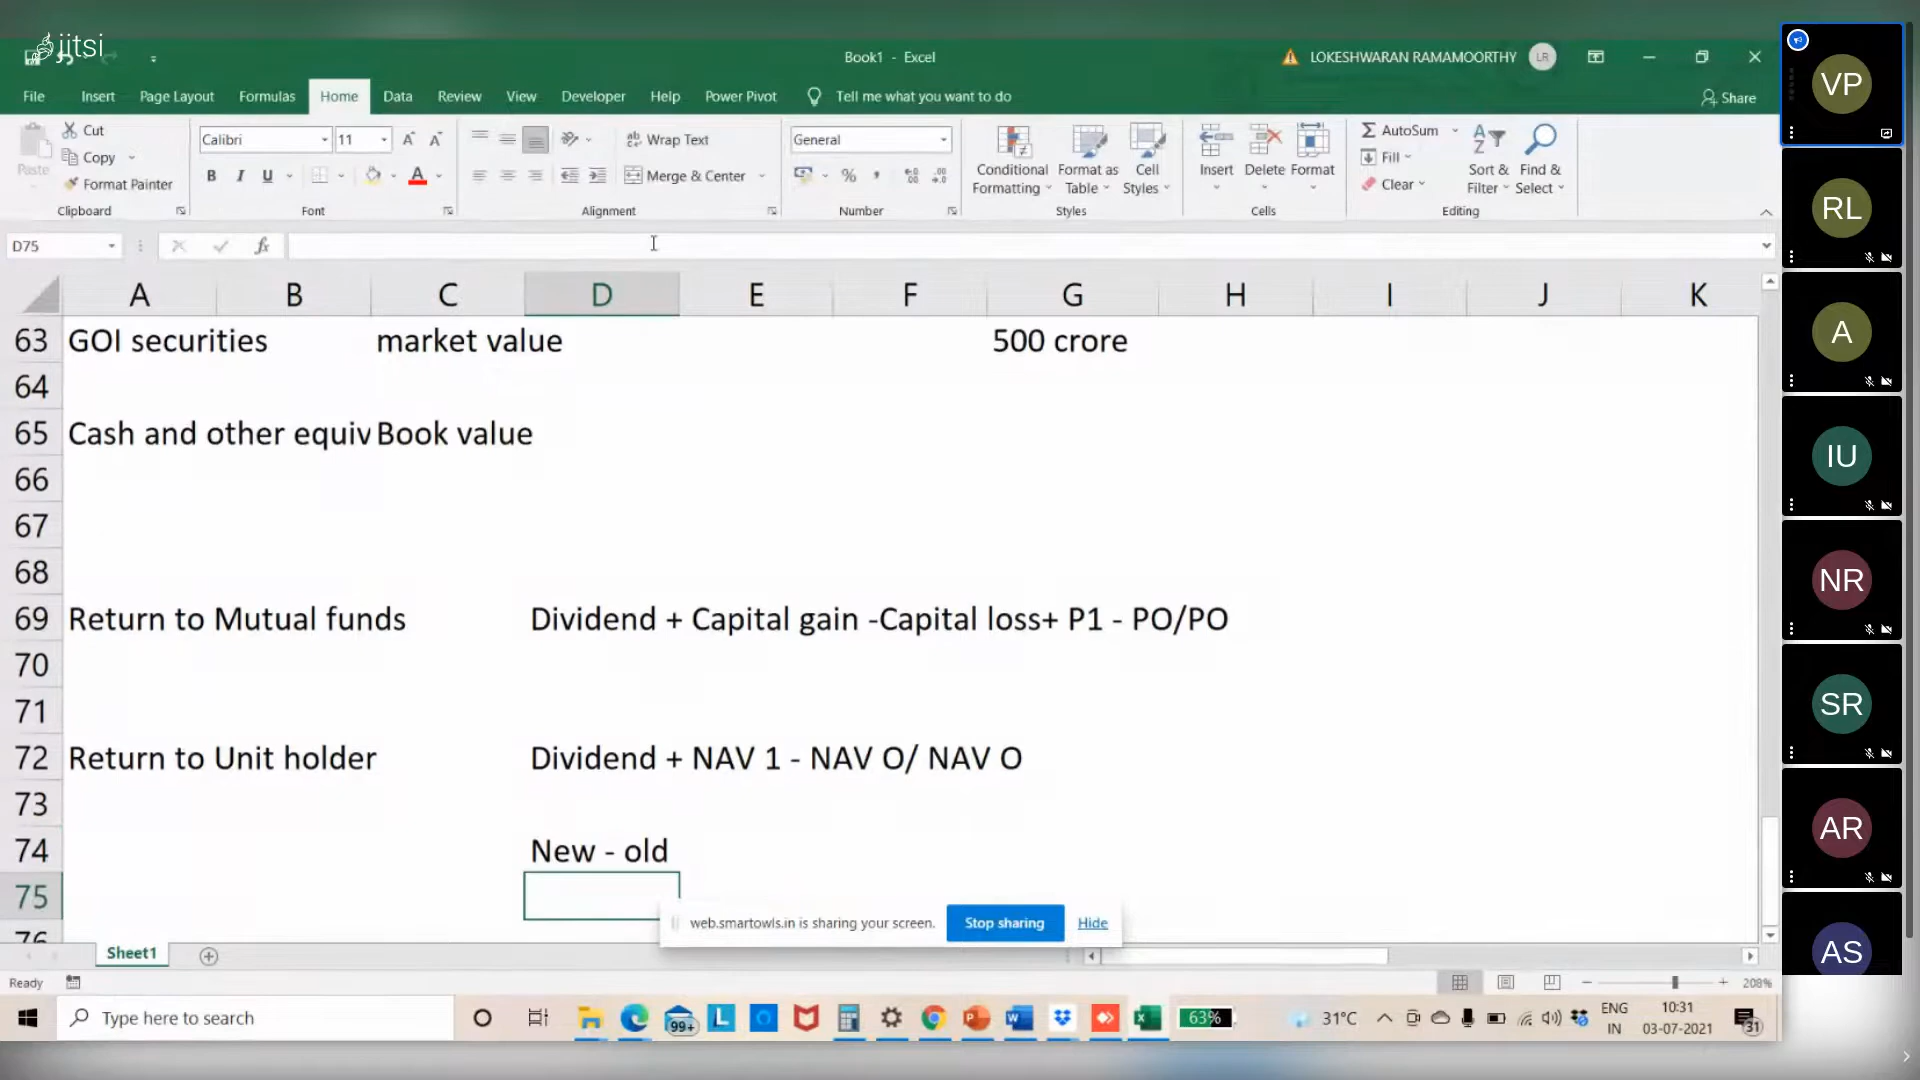 jitsi
Book1 - Excel
LOKESHWARAN RAMAMOORTHY
LR
File
Insert
Page Layout
Formulas
Home
Data
Review
View
Developer
Help
Power Pivot
Tell me what you want to do
Share
Paste
Cut
Copy
Format Painter
Clipboard
Calibri
11
B I U
Font
Wrap Text
Merge & Center
Alignment
General
Number
Conditional Formatting
Format as Table
Cell Styles
Styles
Insert
Delete
Format
Cells
AutoSum
Fill
Clear
Sort & Filter
Find & Select
Editing
D75
fx
A B C D E F G H I J K
63 GOI securities market value 500 crore
64
65 Cash and other equiv Book value
66
67
68
69 Return to Mutual funds Dividend + Capital gain -Capital loss+ P1 - PO/PO
70
71
72 Return to Unit holder Dividend + NAV 1 - NAV O/ NAV O
73
74 New - old
75
76
web.smartowls.in is sharing your screen.
Stop sharing
Hide
Sheet1
Ready
208%
Type here to search
99+
63%
31°C
ENG
IN
10:31
03-07-2021
31
VP
RL
A
IU
NR
SR
AR
AS